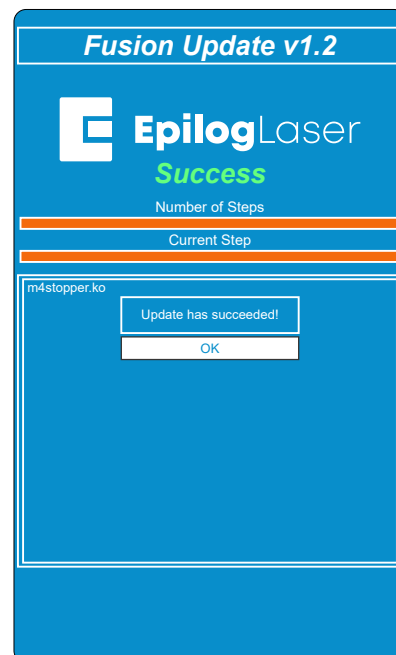 Fusion Update v1.2
EpilogLaser
Success
Number of Steps
Current Step
m4stopper.ko
Update has succeeded!
OK